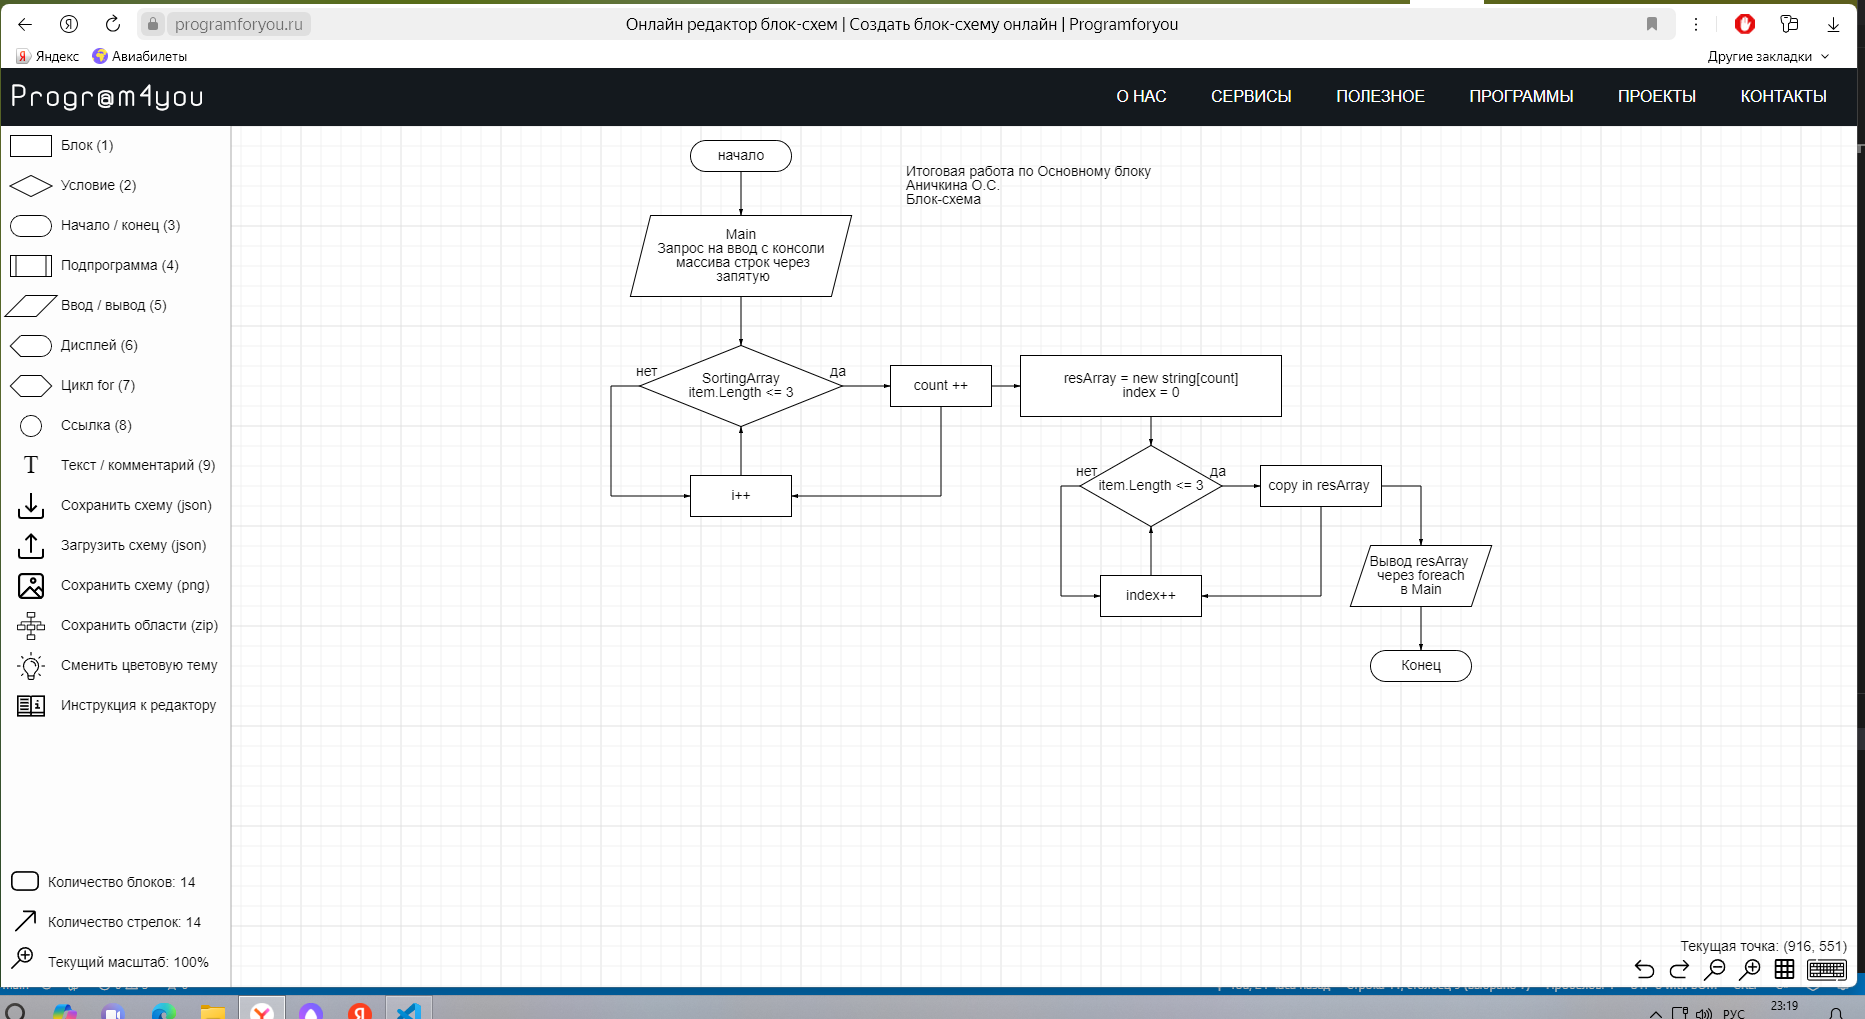 programforyou.ru
Онлайн редактор блок-схем | Создать блок-схему онлайн | Programforyou
Яндекс
Авиабилеты
Другие закладки
Progr@m4you
О НАС
СЕРВИСЫ
ПОЛЕЗНОЕ
ПРОГРАММЫ
ПРОЕКТЫ
КОНТАКТЫ
Блок (1)
Условие (2)
Начало / конец (3)
Подпрограмма (4)
Ввод / вывод (5)
Дисплей (6)
Цикл for (7)
Ссылка (8)
Текст / комментарий (9)
Сохранить схему (json)
Загрузить схему (json)
Сохранить схему (png)
Сохранить области (zip)
Сменить цветовую тему
Инструкция к редактору
Количество блоков: 14
Количество стрелок: 14
Текущий масштаб: 100%
начало
Итоговая работа по Основному блоку
Аничкина О.С.
Блок-схема
Main
Запрос на ввод с консоли
массива строк через
запятую
нет
SortingArray
item.Length <= 3
да
count ++
resArray = new string[count]
index = 0
i++
нет
item.Length <= 3
да
copy in resArray
index++
Вывод resArray
через foreach
в Main
Конец
Текущая точка: (916, 551)
РУС
23:19